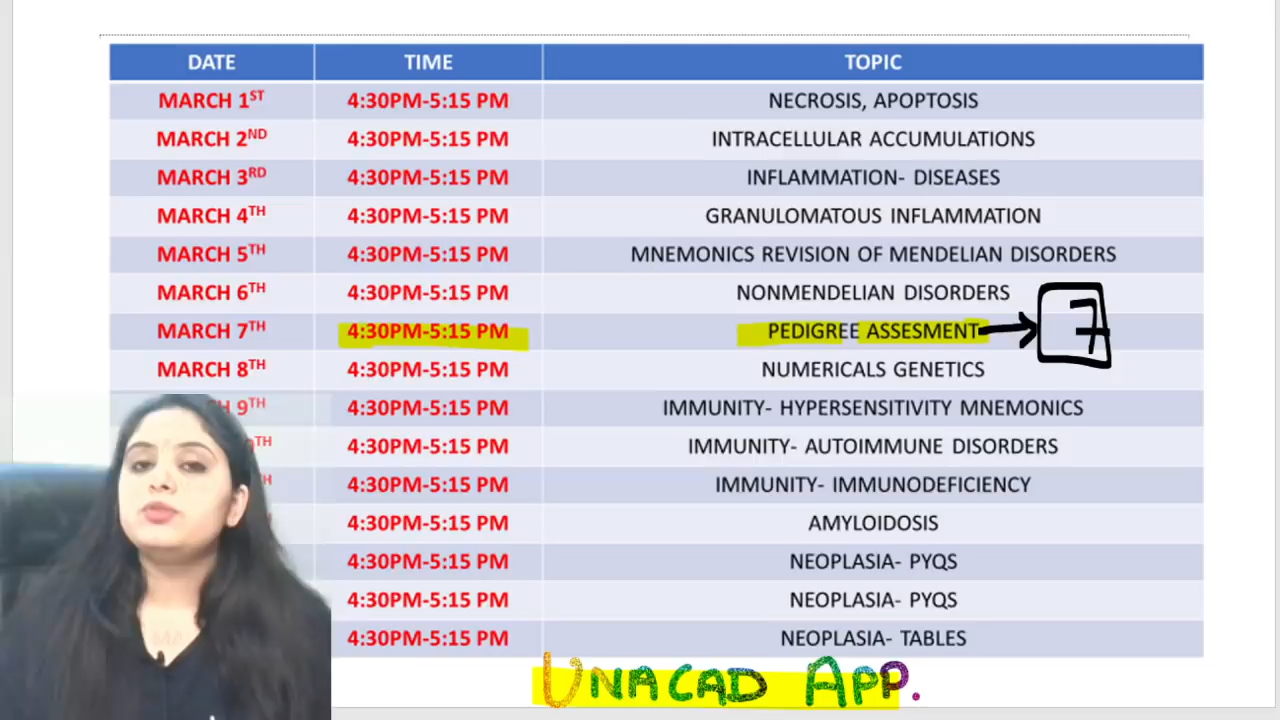 DATE TIME TOPIC
MARCH 1ST 4:30PM-5:15 PM NECROSIS, APOPTOSIS
MARCH 2ND 4:30PM-5:15 PM INTRACELLULAR ACCUMULATIONS
MARCH 3RD 4:30PM-5:15 PM INFLAMMATION- DISEASES
MARCH 4TH 4:30PM-5:15 PM GRANULOMATOUS INFLAMMATION
MARCH 5TH 4:30PM-5:15 PM MNEMONICS REVISION OF MENDELIAN DISORDERS
MARCH 6TH 4:30PM-5:15 PM NONMENDELIAN DISORDERS
MARCH 7TH 4:30PM-5:15 PM PEDIGREE ASSESMENT 7
MARCH 8TH 4:30PM-5:15 PM NUMERICALS GENETICS
9TH 4:30PM-5:15 PM IMMUNITY- HYPERSENSITIVITY MNEMONICS
TH 4:30PM-5:15 PM IMMUNITY- AUTOIMMUNE DISORDERS
TH 4:30PM-5:15 PM IMMUNITY- IMMUNODEFICIENCY
4:30PM-5:15 PM AMYLOIDOSIS
4:30PM-5:15 PM NEOPLASIA- PYQS
4:30PM-5:15 PM NEOPLASIA- PYQS
4:30PM-5:15 PM NEOPLASIA- TABLES
UNACAD APP.